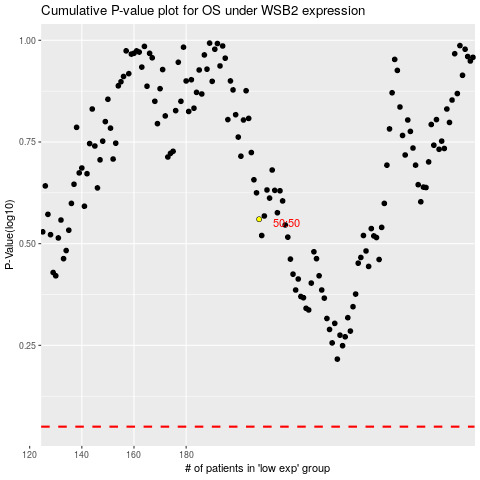 Cumulative P-value plot for OS under WSB2 expression
1.00
0.75
0.50
0.25
P-Value(log10)
50:50
120 140 160 180
# of patients in 'low exp' group